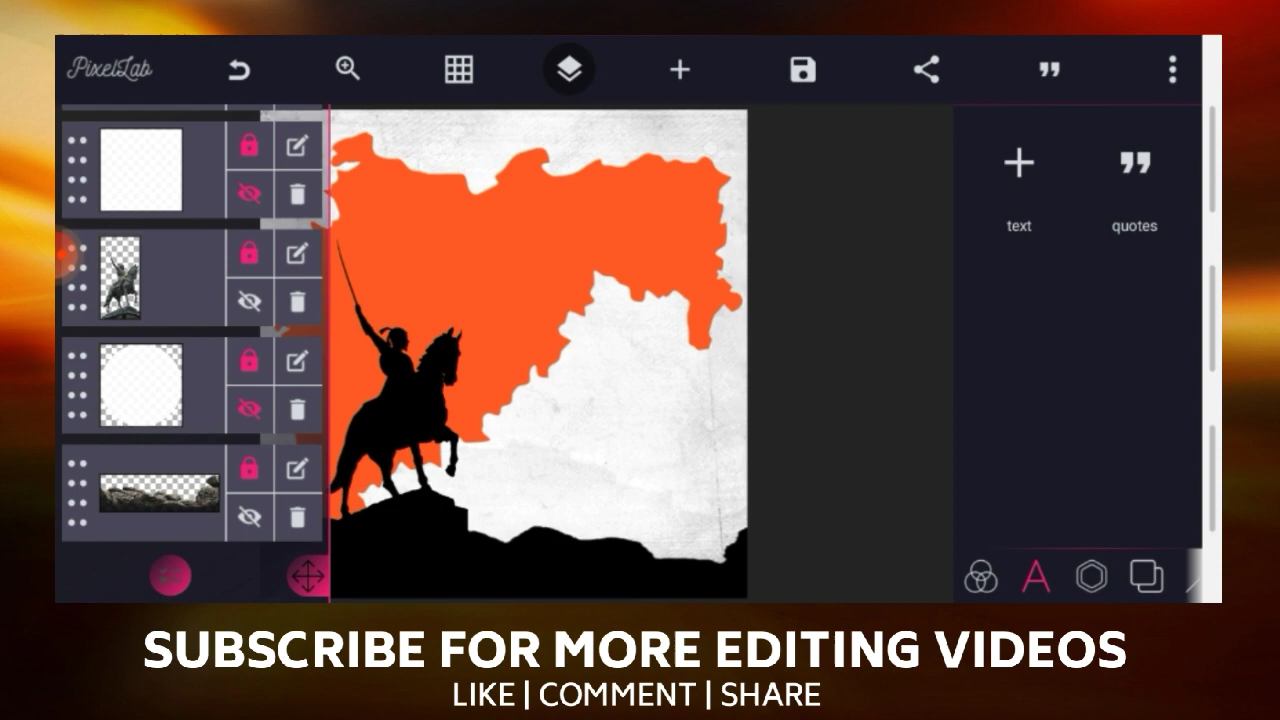 PixelLab
text
quotes
SUBSCRIBE FOR MORE EDITING VIDEOS
LIKE | COMMENT | SHARE